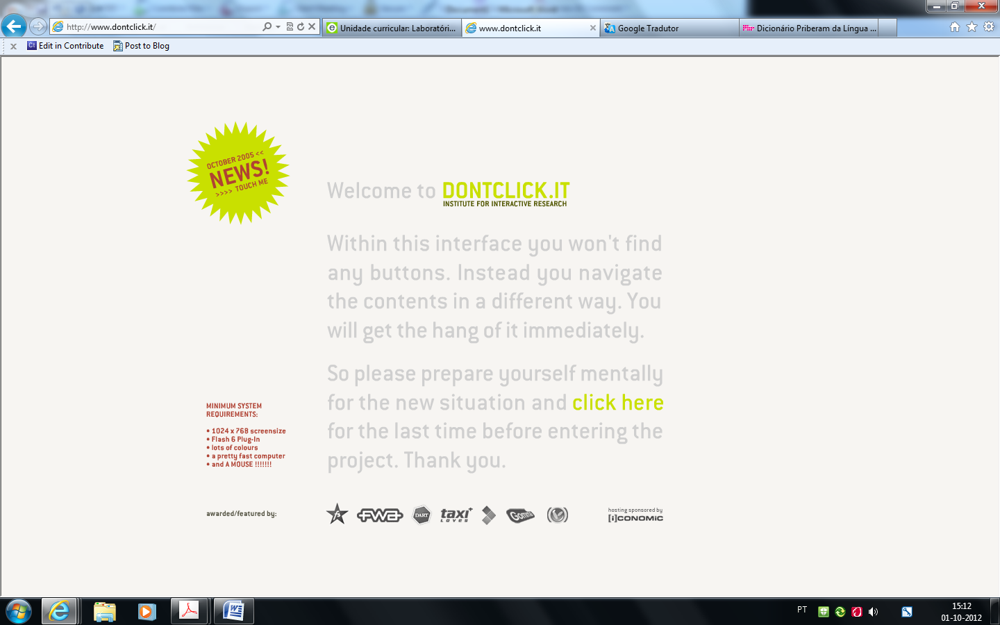 http://www.dontclick.it/
Unidade curricular: Laboratóri...
www.dontclick.it
Google Tradutor
Dicionário Priberam da Língua ...
Edit in Contribute
Post to Blog
OCTOBER 2005 <<
NEWS!
>>>> TOUCH ME
Welcome to DONTCLICK.IT
INSTITUTE FOR INTERACTIVE RESEARCH
Within this interface you won't find
any buttons. Instead you navigate
the contents in a different way. You
will get the hang of it immediately.
So please prepare yourself mentally
for the new situation and click here
for the last time before entering the
project. Thank you.
MINIMUM SYSTEM
REQUIREMENTS:
• 1024 x 768 screensize
• Flash 6 Plug-In
• lots of colours
• a pretty fast computer
• and A MOUSE !!!!!!!
awarded/featured by:
FWA
DART
taxi
LOVES
Gomma
hosting sponsored by
[i]CONOMIC
PT
15:12
01-10-2012